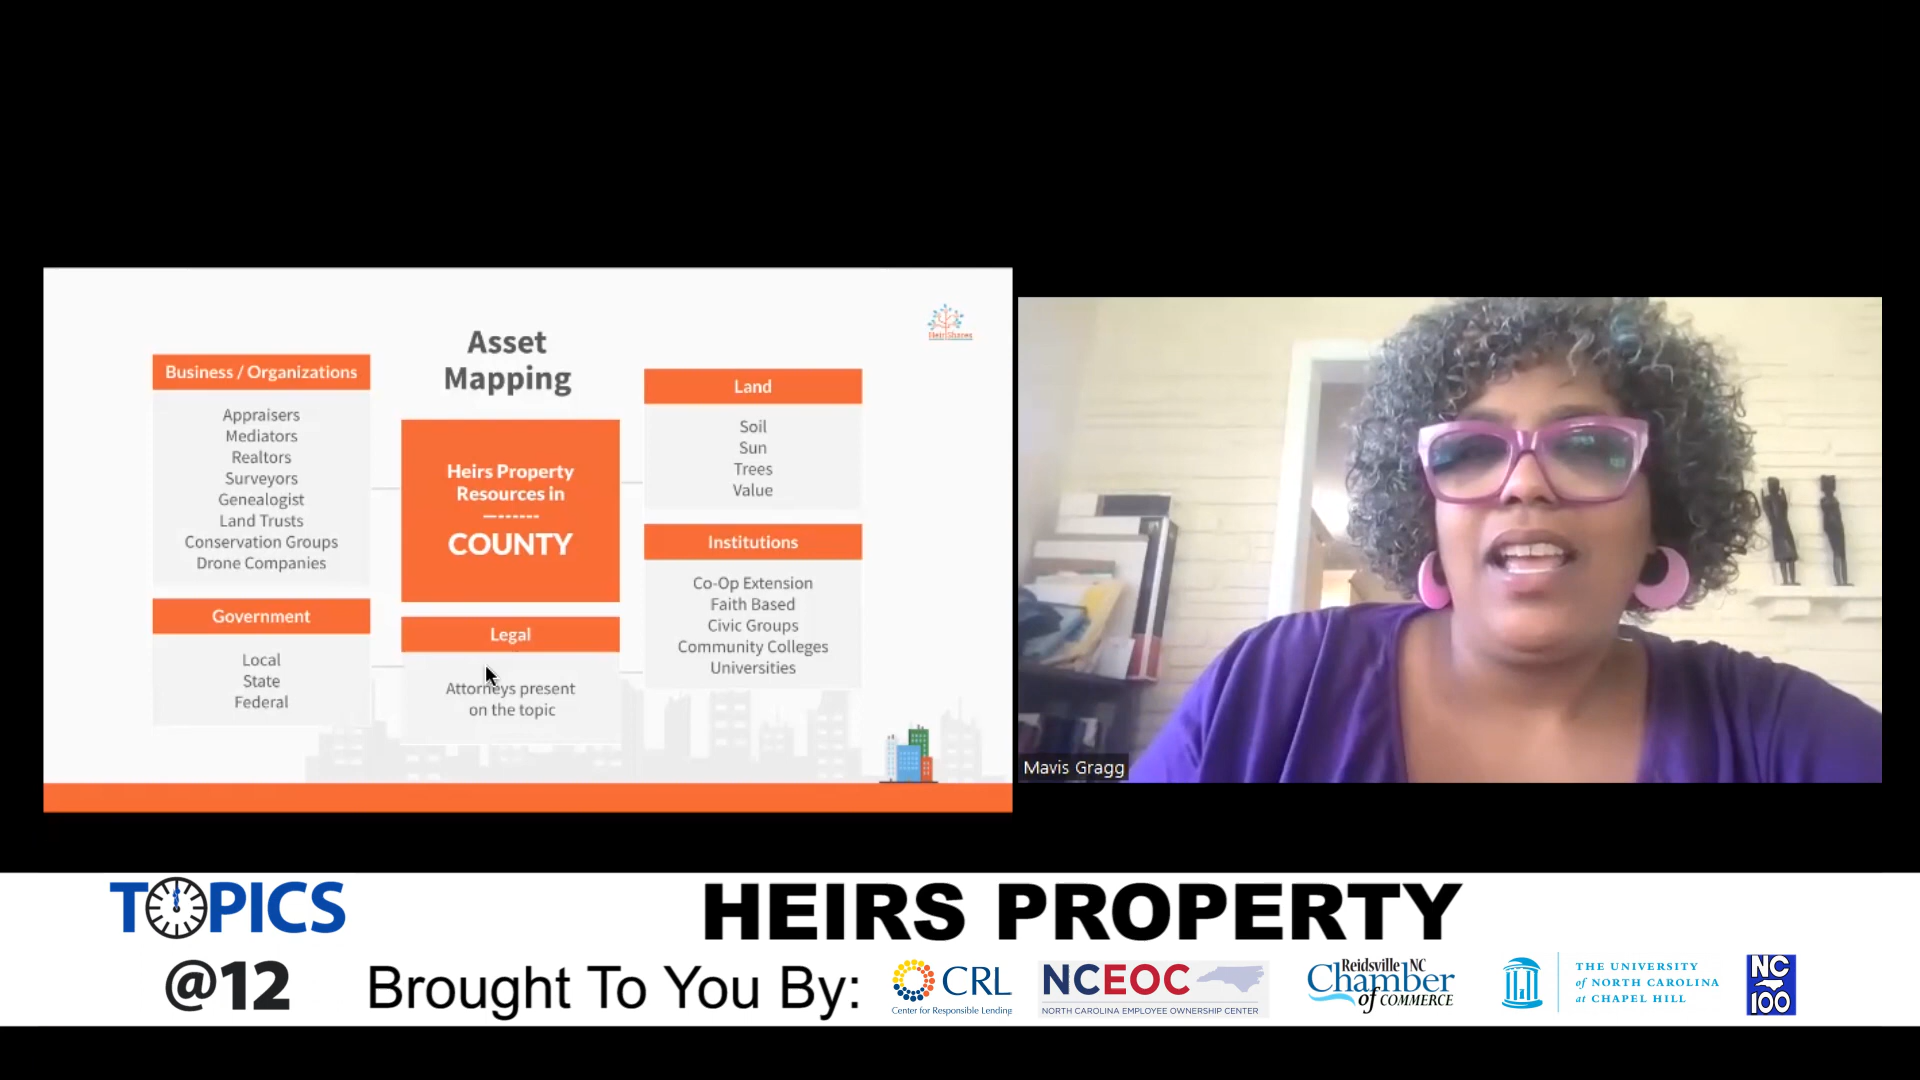 HeirShares
Asset
Mapping
Business / Organizations
Appraisers
Mediators
Realtors
Surveyors
Genealogist
Land Trusts
Conservation Groups
Drone Companies
Government
Local
State
Federal
Heirs Property
Resources in
-------
COUNTY
Legal
Attorneys present
on the topic
Land
Soil
Sun
Trees
Value
Institutions
Co-Op Extension
Faith Based
Civic Groups
Community Colleges
Universities
Mavis Gragg
TOPICS
@12
HEIRS PROPERTY
Brought To You By:
CRL
Center for Responsible Lending
NCEOC
NORTH CAROLINA EMPLOYEE OWNERSHIP CENTER
Reidsville NC
Chamber
of COMMERCE
THE UNIVERSITY
of NORTH CAROLINA
at CHAPEL HILL
NC
100